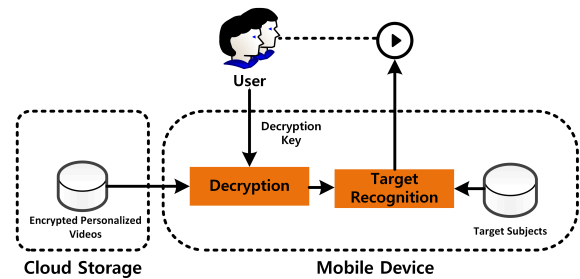 User
Decryption
Key
Decryption
Target
Recognition
Encrypted Personalized
Videos
Target Subjects
Cloud Storage
Mobile Device